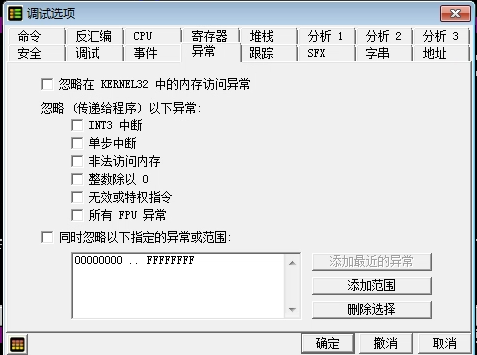 调试选项
命令 反汇编 CPU 寄存器 堆栈 分析 1 分析 2 分析 3
安全 调试 事件 异常 跟踪 SFX 字串 地址
忽略在 KERNEL32 中的内存访问异常
忽略 (传递给程序) 以下异常:
INT3 中断
单步中断
非法访问内存
整数除以 0
无效或特权指令
所有 FPU 异常
同时忽略以下指定的异常或范围:
00000000 .. FFFFFFFF
添加最近的异常
添加范围
删除选择
确定 撤消 取消